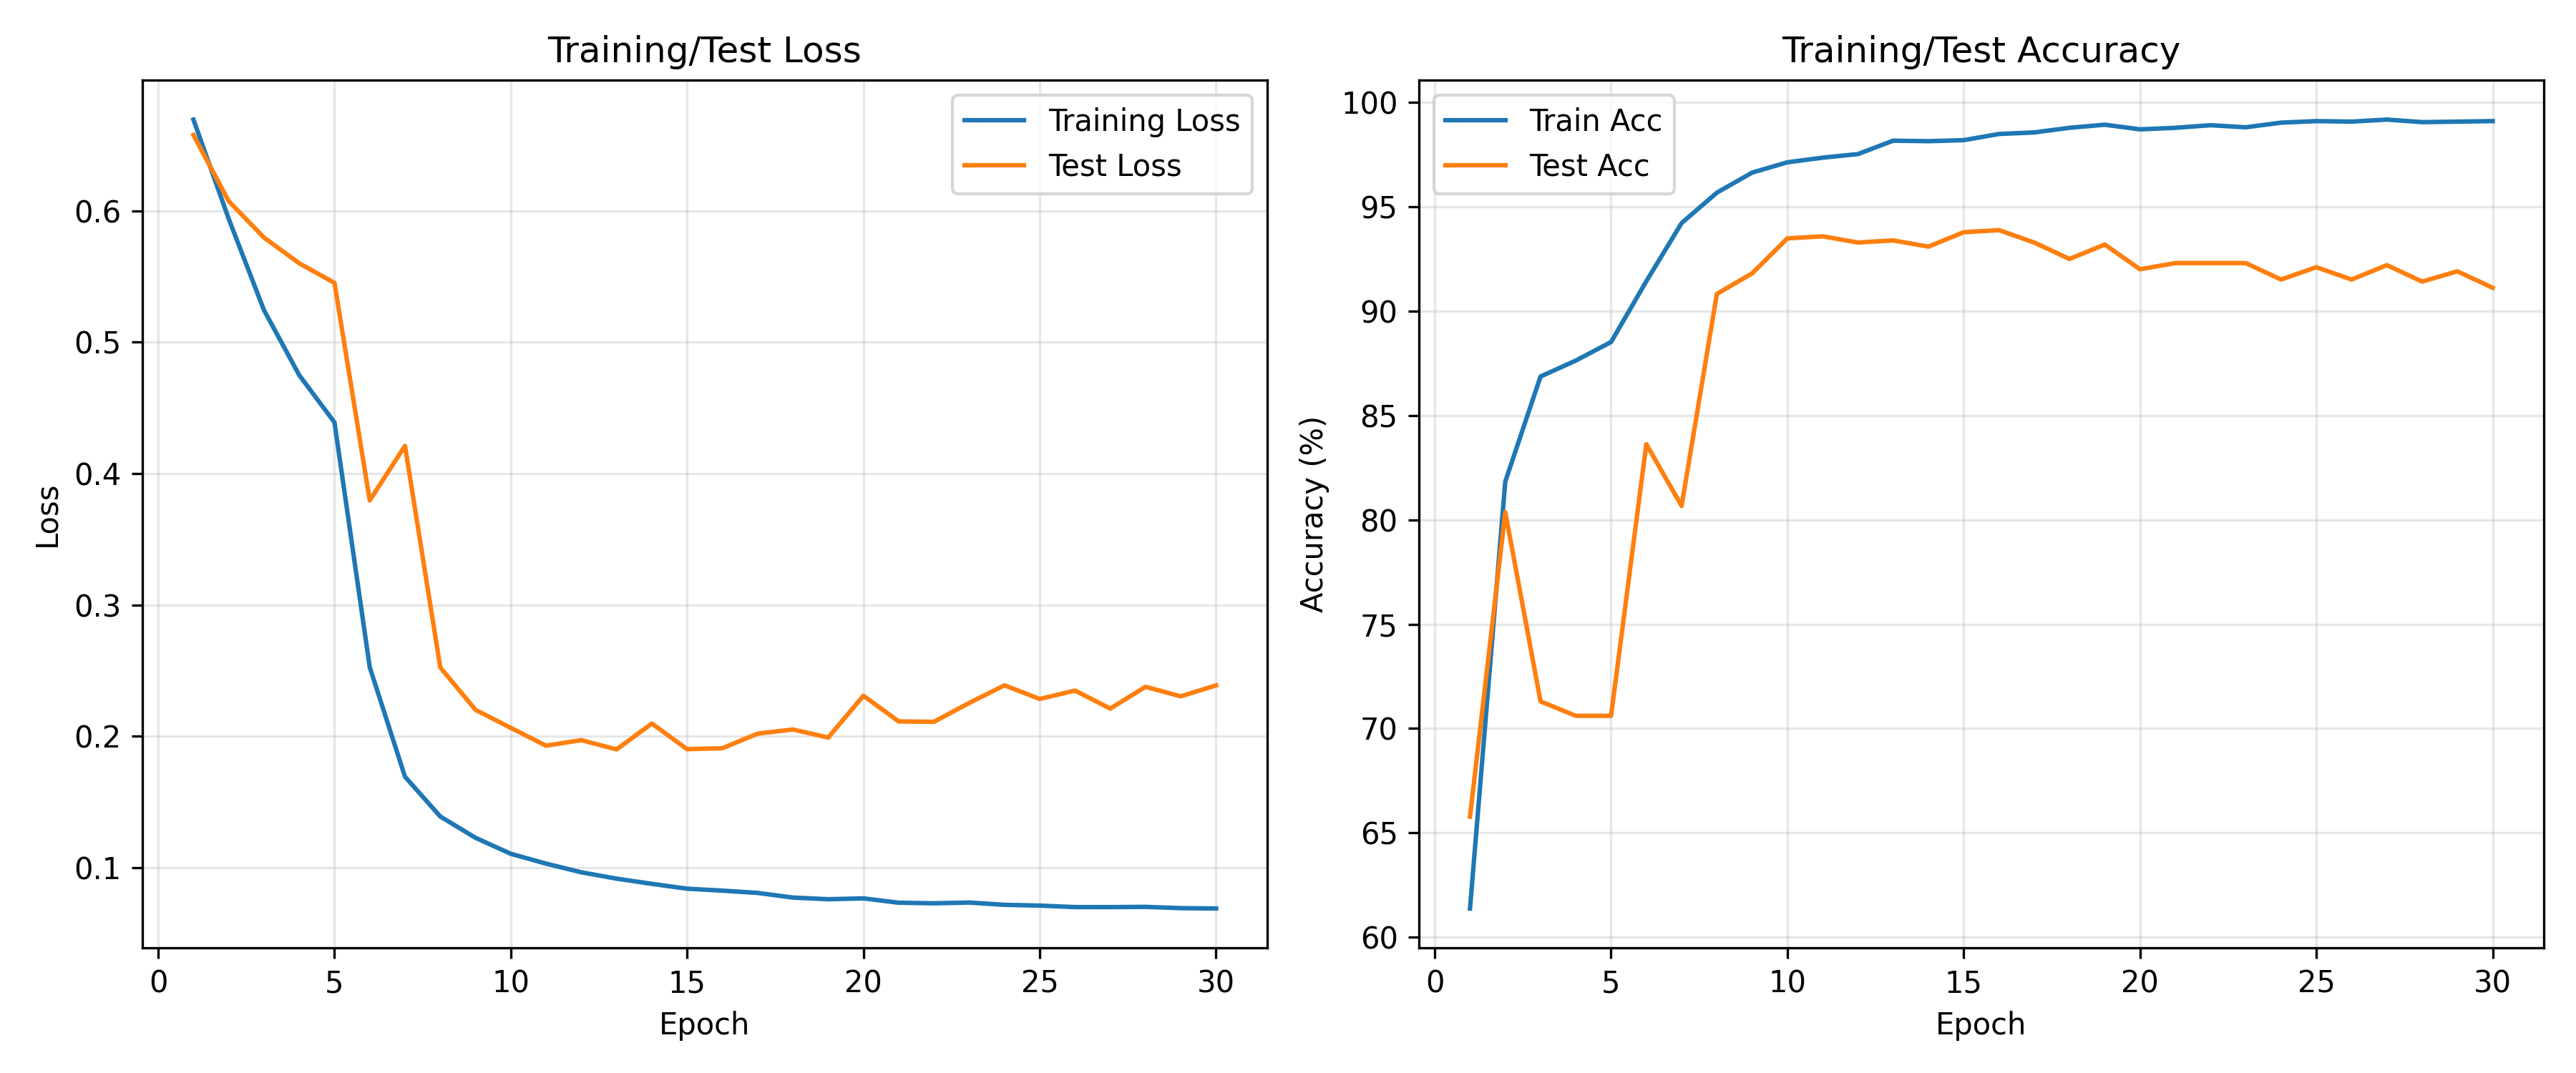 Training/Test Loss
Training Loss
Test Loss
0.6
0.5
0.4
0.3
0.2
0.1
Loss
0 5 10 15 20 25 30
Epoch
Training/Test Accuracy
Train Acc
Test Acc
100
95
90
85
80
75
70
65
60
Accuracy (%)
0 5 10 15 20 25 30
Epoch